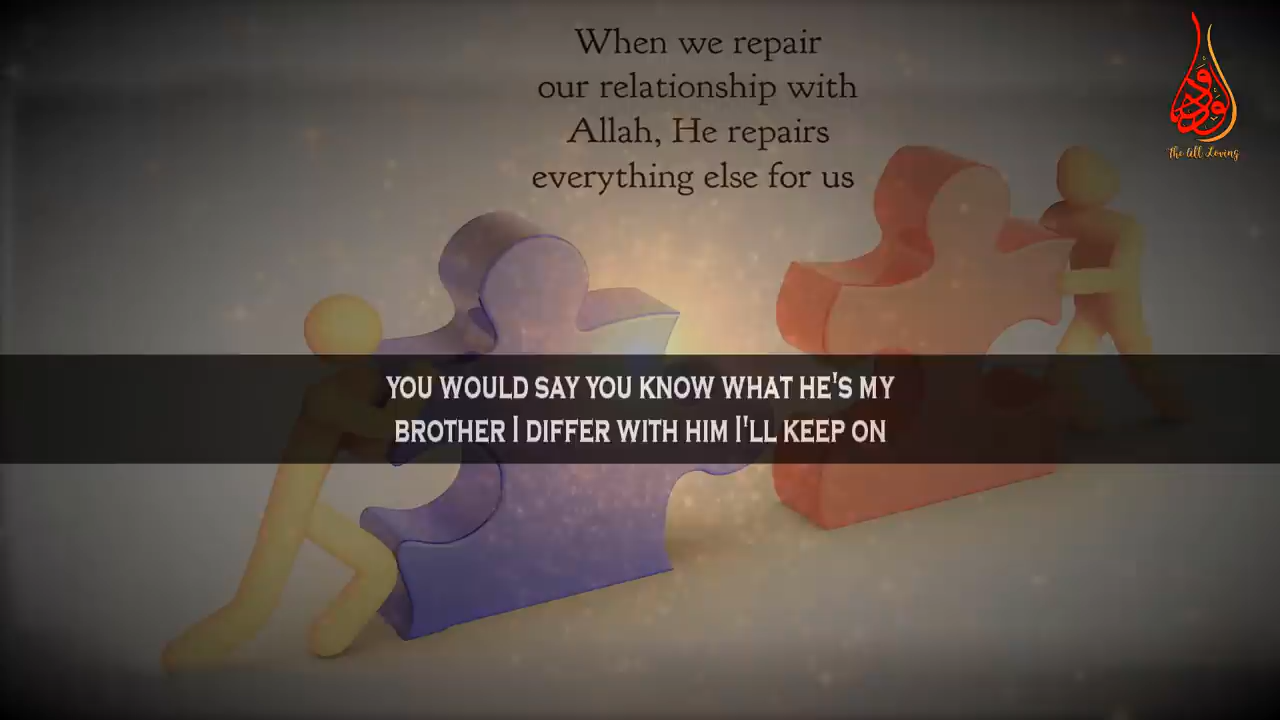 When we repair
our relationship with
Allah, He repairs
everything else for us
الودود
The All Loving
YOU WOULD SAY YOU KNOW WHAT HE'S MY
BROTHER I DIFFER WITH HIM I'LL KEEP ON